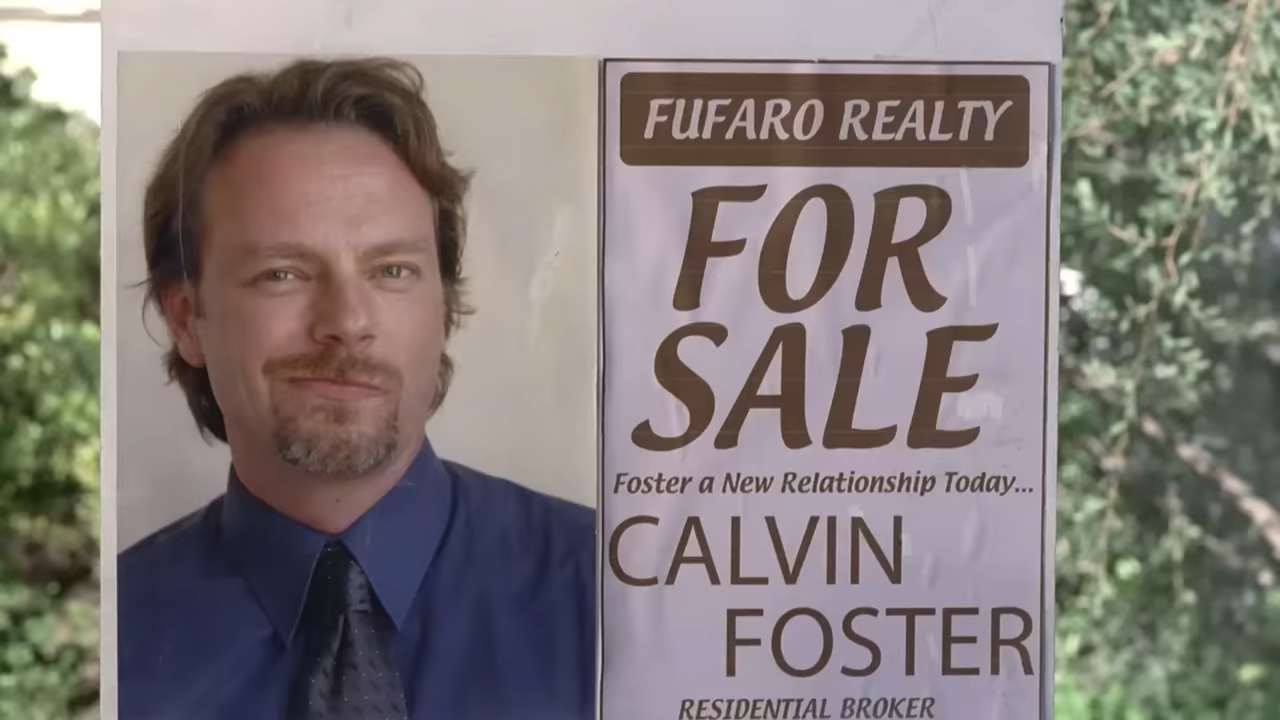 FUFARO REALTY
FOR
SALE
Foster a New Relationship Today...
CALVIN
FOSTER
RESIDENTIAL BROKER